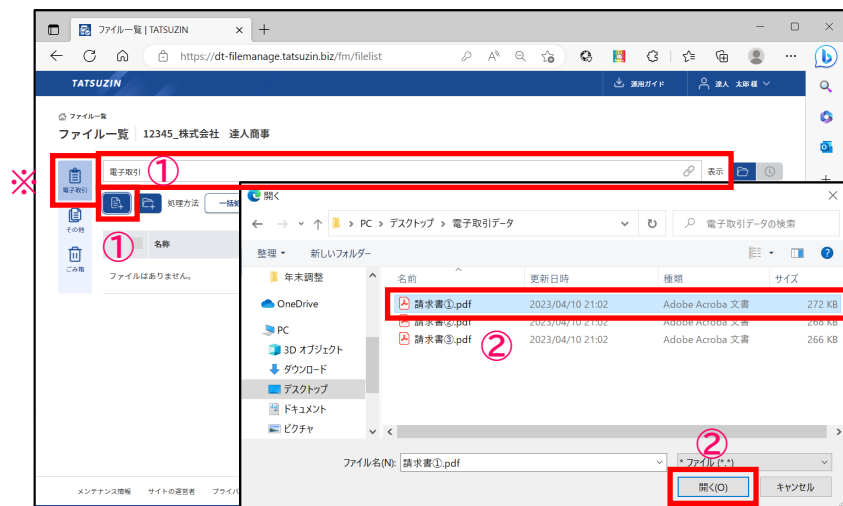 ファイル一覧 | TATSUZIN
https://dt-filemanage.tatsuzin.biz/fm/filelist
TATSUZIN
運用ガイド
達人 太郎 様
ファイル一覧
ファイル一覧 12345_株式会社 達人商事
※
電子取引
電子取引
①
表示
処理方法
その他
①
名称
ごみ箱
ファイルはありません。
開く
PC > デスクトップ > 電子取引データ
電子取引データの検索
整理
新しいフォルダー
年末調整
OneDrive
PC
3D オブジェクト
ダウンロード
デスクトップ
ドキュメント
ピクチャ
名前 更新日時 種類 サイズ
請求書①.pdf 2023/04/10 21:02 Adobe Acroba 文書 272 KB
請求書②.pdf 2023/04/10 21:02 Adobe Acroba 文書 268 KB
請求書③.pdf 2023/04/10 21:02 Adobe Acroba 文書 266 KB
②
②
ファイル名(N): 請求書①.pdf
ファイル (*.*)
開く(O)
キャンセル
メンテナンス情報 サイトの運営者